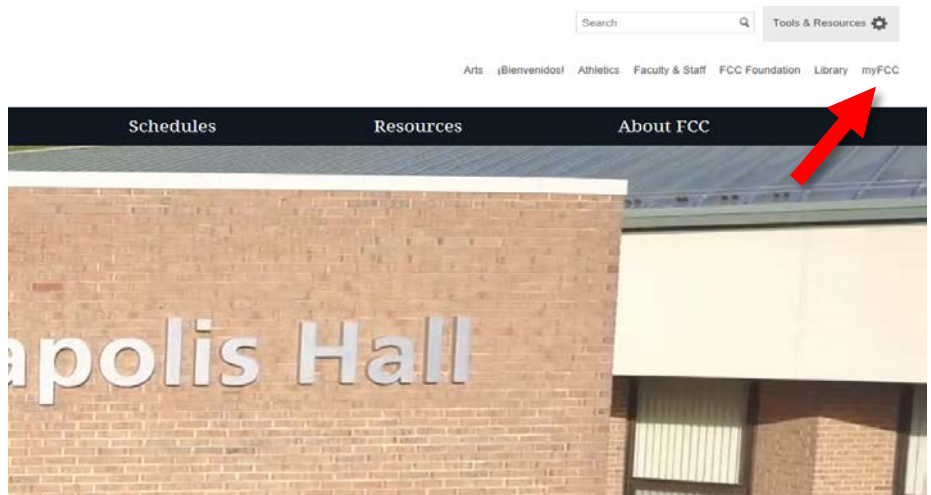 Search Tools & Resources
Arts ¡Bienvenidos! Athletics Faculty & Staff FCC Foundation Library myFCC
Schedules Resources About FCC
apolis Hall